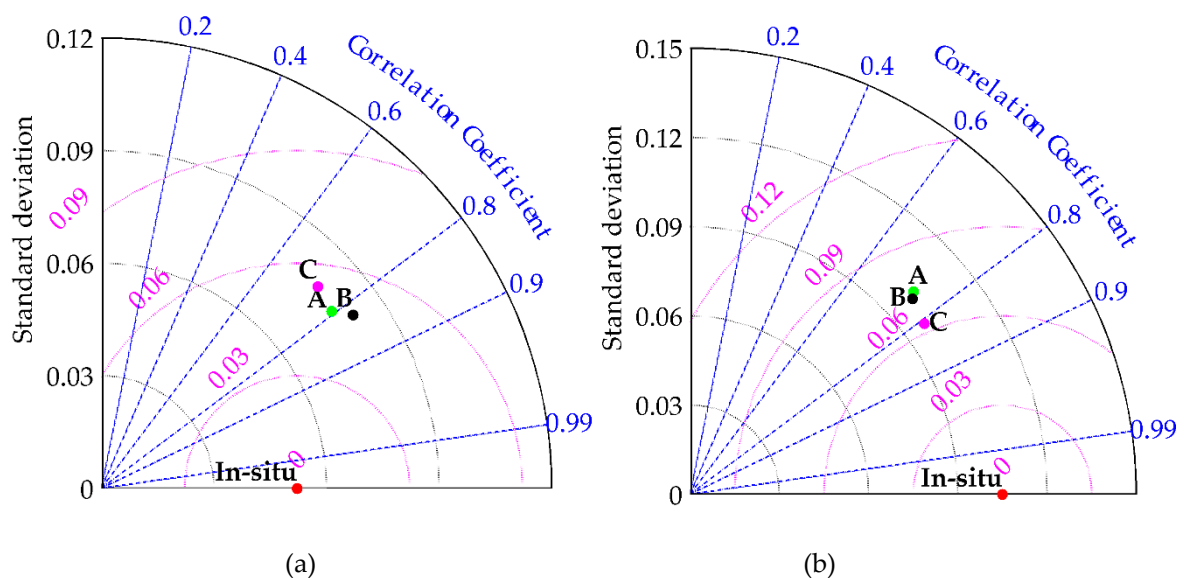 0.12
0.09
0.06
0.03
0
Standard deviation
0.2
0.4
0.6
0.8
0.9
0.99
Correlation Coefficient
0.09
0.06
0.03
0
C
A
B
In-situ
(a)
0.15
0.12
0.09
0.06
0.03
0
Standard deviation
0.2
0.4
0.6
0.8
0.9
0.99
Correlation Coefficient
0.12
0.09
0.06
0.03
0
A
B
C
In-situ
(b)